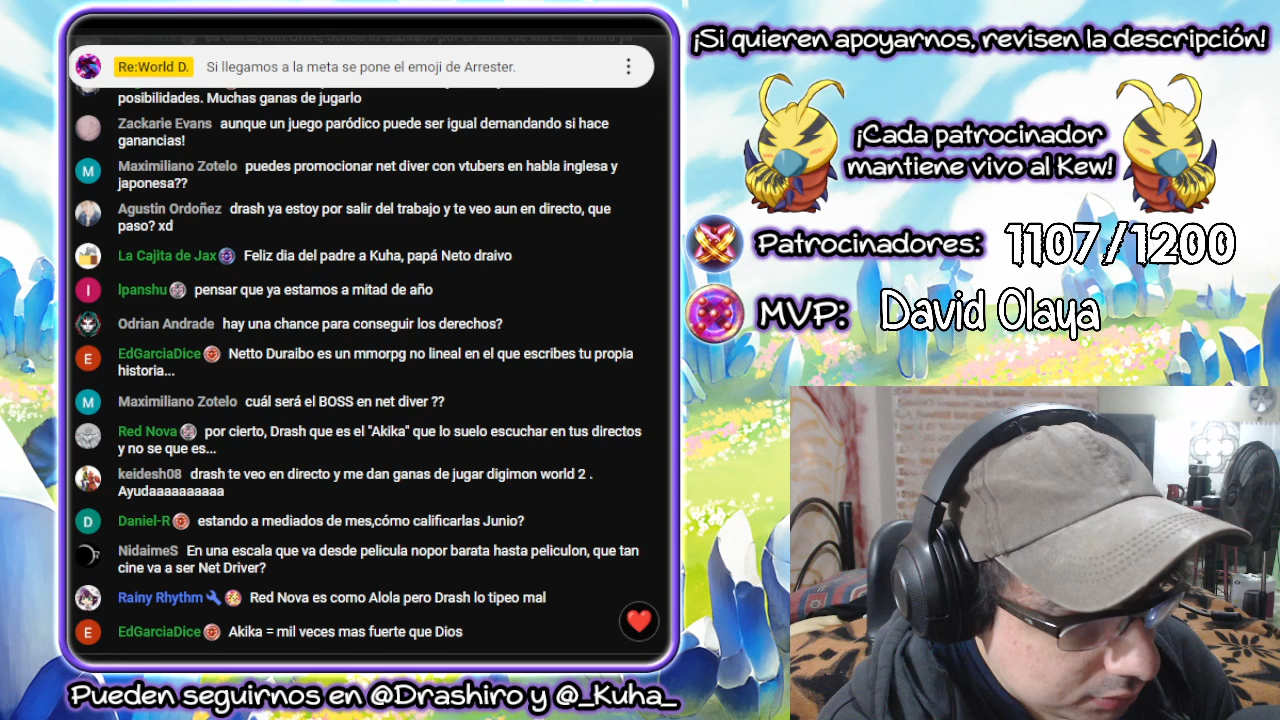 Re:World D. Si llegamos a la meta se pone el emoji de Arrester.
posibilidades. Muchas ganas de jugarlo
Zackarie Evans aunque un juego paródico puede ser igual demandando si hace
ganancias!
M Maximiliano Zotelo puedes promocionar net diver con vtubers en habla inglesa y
japonesa??
Agustin Ordoñez drash ya estoy por salir del trabajo y te veo aun en directo, que
paso? xd
La Cajita de Jax Feliz dia del padre a Kuha, papá Neto draivo
I Ipanshu pensar que ya estamos a mitad de año
Odrian Andrade hay una chance para conseguir los derechos?
E EdGarciaDice Netto Duraibo es un mmorpg no lineal en el que escribes tu propia
historia...
M Maximiliano Zotelo cuál será el BOSS en net diver ??
Red Nova por cierto, Drash que es el "Akika" que lo suelo escuchar en tus directos
y no se que es...
keidesh08 drash te veo en directo y me dan ganas de jugar digimon world 2 .
Ayudaaaaaaaaaa
D Daniel-R estando a mediados de mes,cómo calificarlas Junio?
NidaimeS En una escala que va desde pelicula nopor barata hasta peliculon, que tan
cine va a ser Net Driver?
Rainy Rhythm Red Nova es como Alola pero Drash lo tipeo mal
E EdGarciaDice Akika = mil veces mas fuerte que Dios
Pueden seguirnos en @Drashiro y @_Kuha_
¡Si quieren apoyarnos, revisen la descripción!
¡Cada patrocinador
mantiene vivo al Kew!
Patrocinadores: 1107/1200
MVP: David Olaya